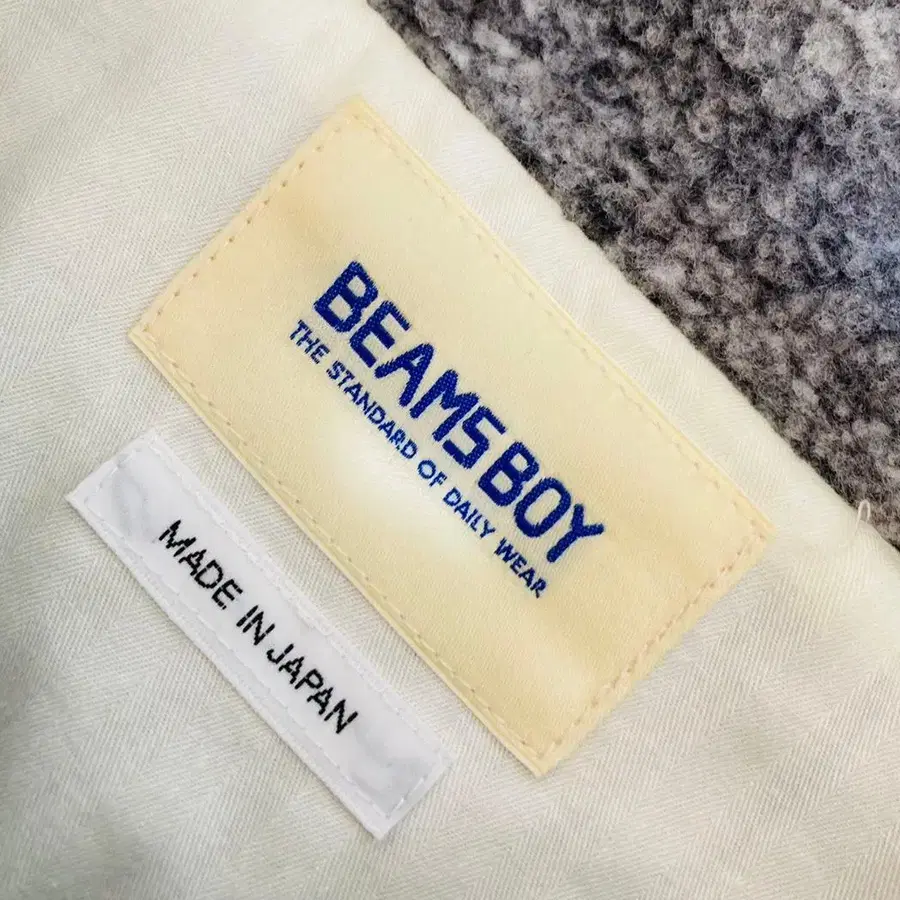 BEAMS BOY
THE STANDARD OF DAILY WEAR
MADE IN JAPAN